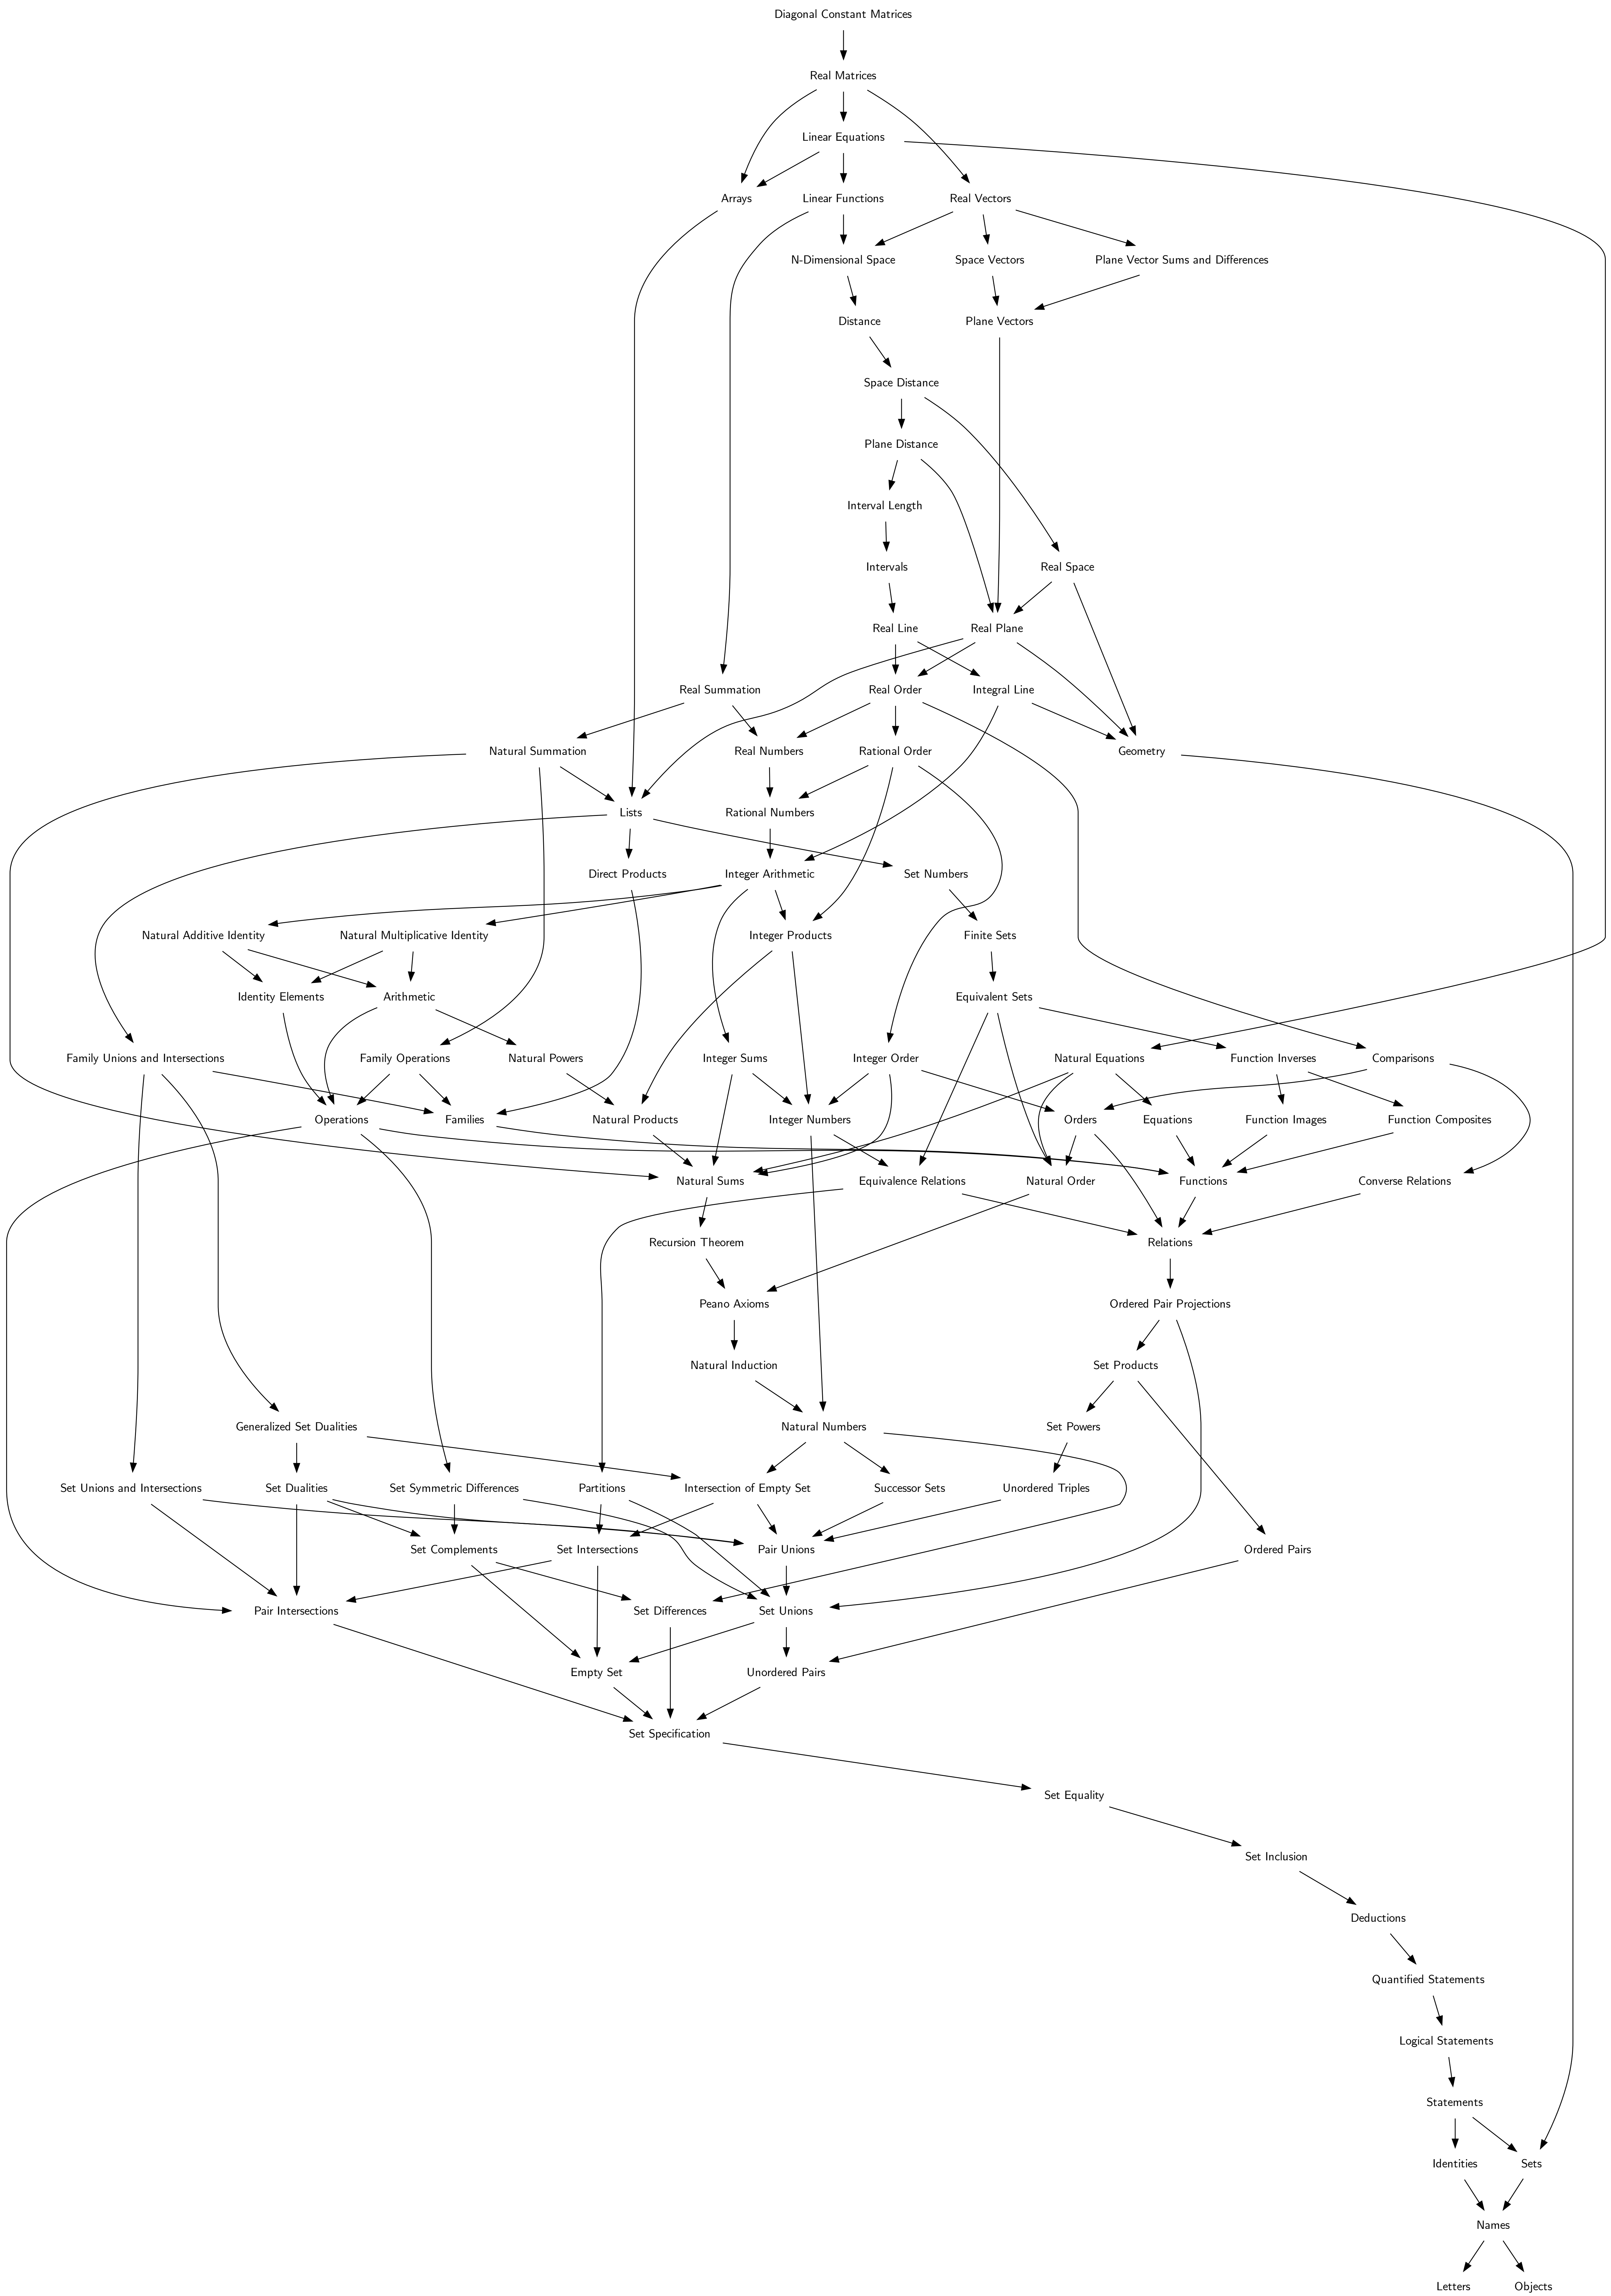 Diagonal Constant Matrices
Real Matrices
Linear Equations
Arrays
Linear Functions
Real Vectors
N-Dimensional Space
Space Vectors
Plane Vector Sums and Differences
Distance
Plane Vectors
Space Distance
Plane Distance
Interval Length
Intervals
Real Space
Real Line
Real Plane
Real Summation
Real Order
Integral Line
Natural Summation
Real Numbers
Rational Order
Geometry
Lists
Rational Numbers
Direct Products
Integer Arithmetic
Set Numbers
Natural Additive Identity
Natural Multiplicative Identity
Integer Products
Finite Sets
Identity Elements
Arithmetic
Equivalent Sets
Family Unions and Intersections
Family Operations
Natural Powers
Integer Sums
Integer Order
Natural Equations
Function Inverses
Comparisons
Operations
Families
Natural Products
Integer Numbers
Orders
Equations
Function Images
Function Composites
Natural Sums
Equivalence Relations
Natural Order
Functions
Converse Relations
Recursion Theorem
Relations
Peano Axioms
Ordered Pair Projections
Natural Induction
Set Products
Generalized Set Dualities
Natural Numbers
Set Powers
Set Unions and Intersections
Set Dualities
Set Symmetric Differences
Partitions
Intersection of Empty Set
Successor Sets
Unordered Triples
Set Complements
Set Intersections
Pair Unions
Ordered Pairs
Pair Intersections
Set Differences
Set Unions
Empty Set
Unordered Pairs
Set Specification
Set Equality
Set Inclusion
Deductions
Quantified Statements
Logical Statements
Statements
Identities
Sets
Names
Letters
Objects